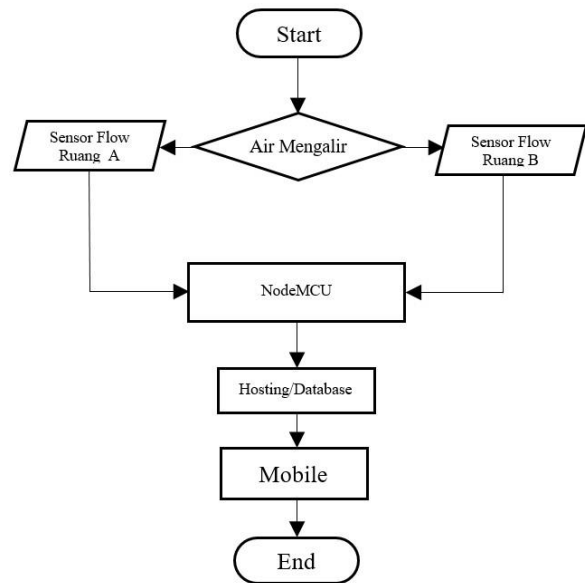 Start
Sensor Flow
Ruang A
Air Mengalir
Sensor Flow
Ruang B
NodeMCU
Hosting/Database
Mobile
End